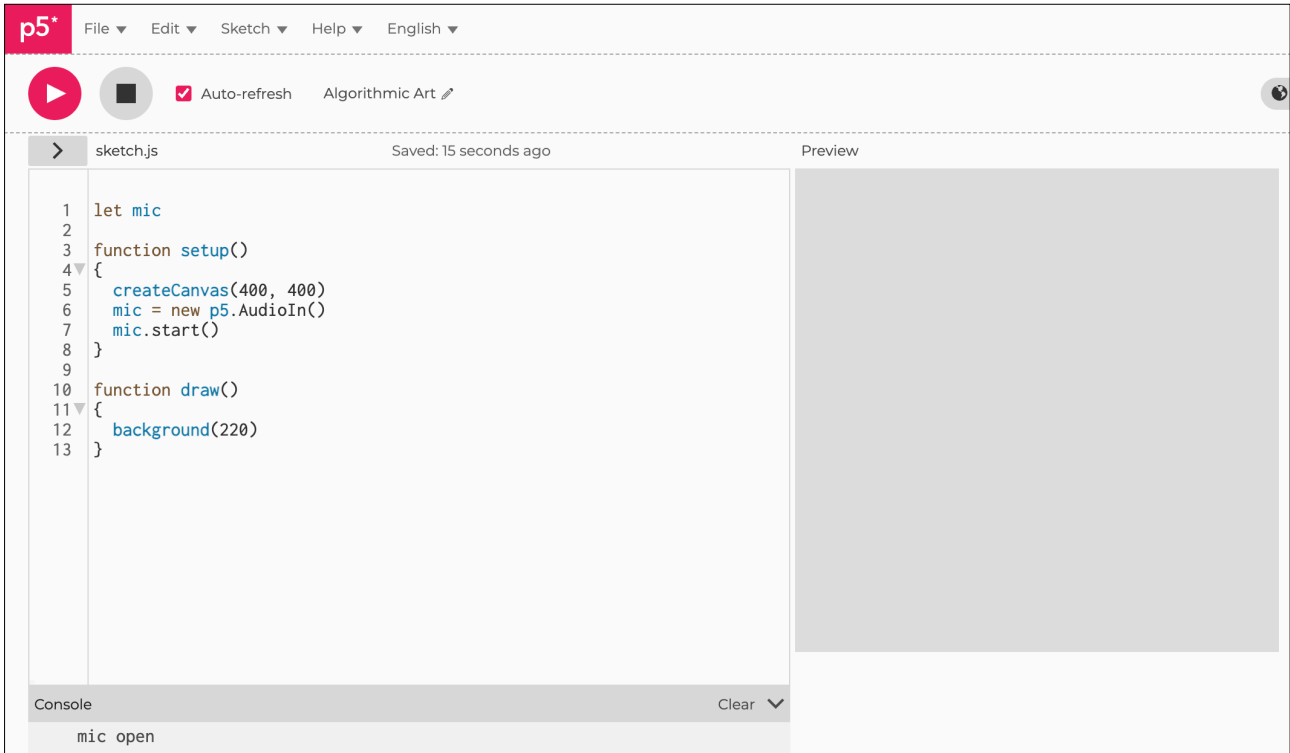 p5* File Edit Sketch Help English
Auto-refresh Algorithmic Art
sketch.js Saved: 15 seconds ago Preview
1 let mic
2
3 function setup()
4 {
5 createCanvas(400, 400)
6 mic = new p5.AudioIn()
7 mic.start()
8 }
9
10 function draw()
11 {
12 background(220)
13 }
Console Clear
mic open